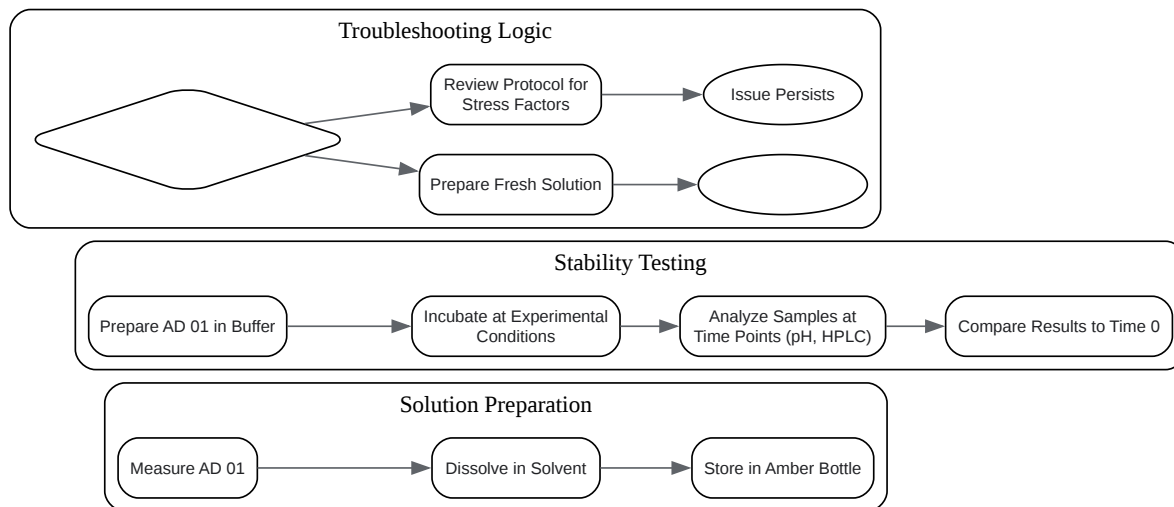 Troubleshooting Logic
Review Protocol for
Stress Factors
Issue Persists
Prepare Fresh Solution
Stability Testing
Prepare AD 01 in Buffer
Incubate at Experimental
Conditions
Analyze Samples at
Time Points (pH, HPLC)
Compare Results to Time 0
Solution Preparation
Measure AD 01
Dissolve in Solvent
Store in Amber Bottle